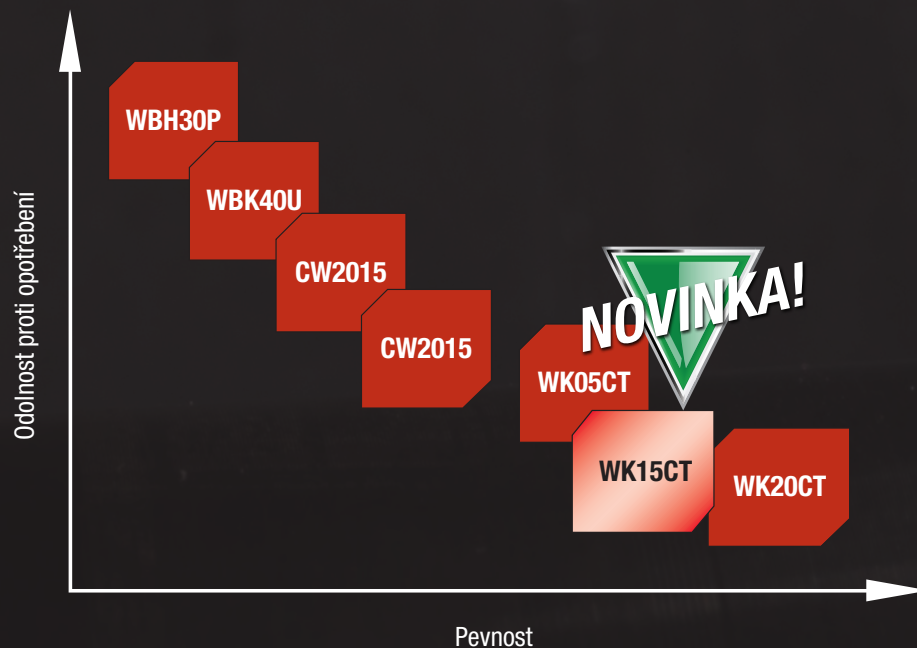 Odolnost proti opotřebení
WBH30P
WBK40U
CW2015
CW2015
NOVINKA!
WK05CT
WK15CT
WK20CT
Pevnost